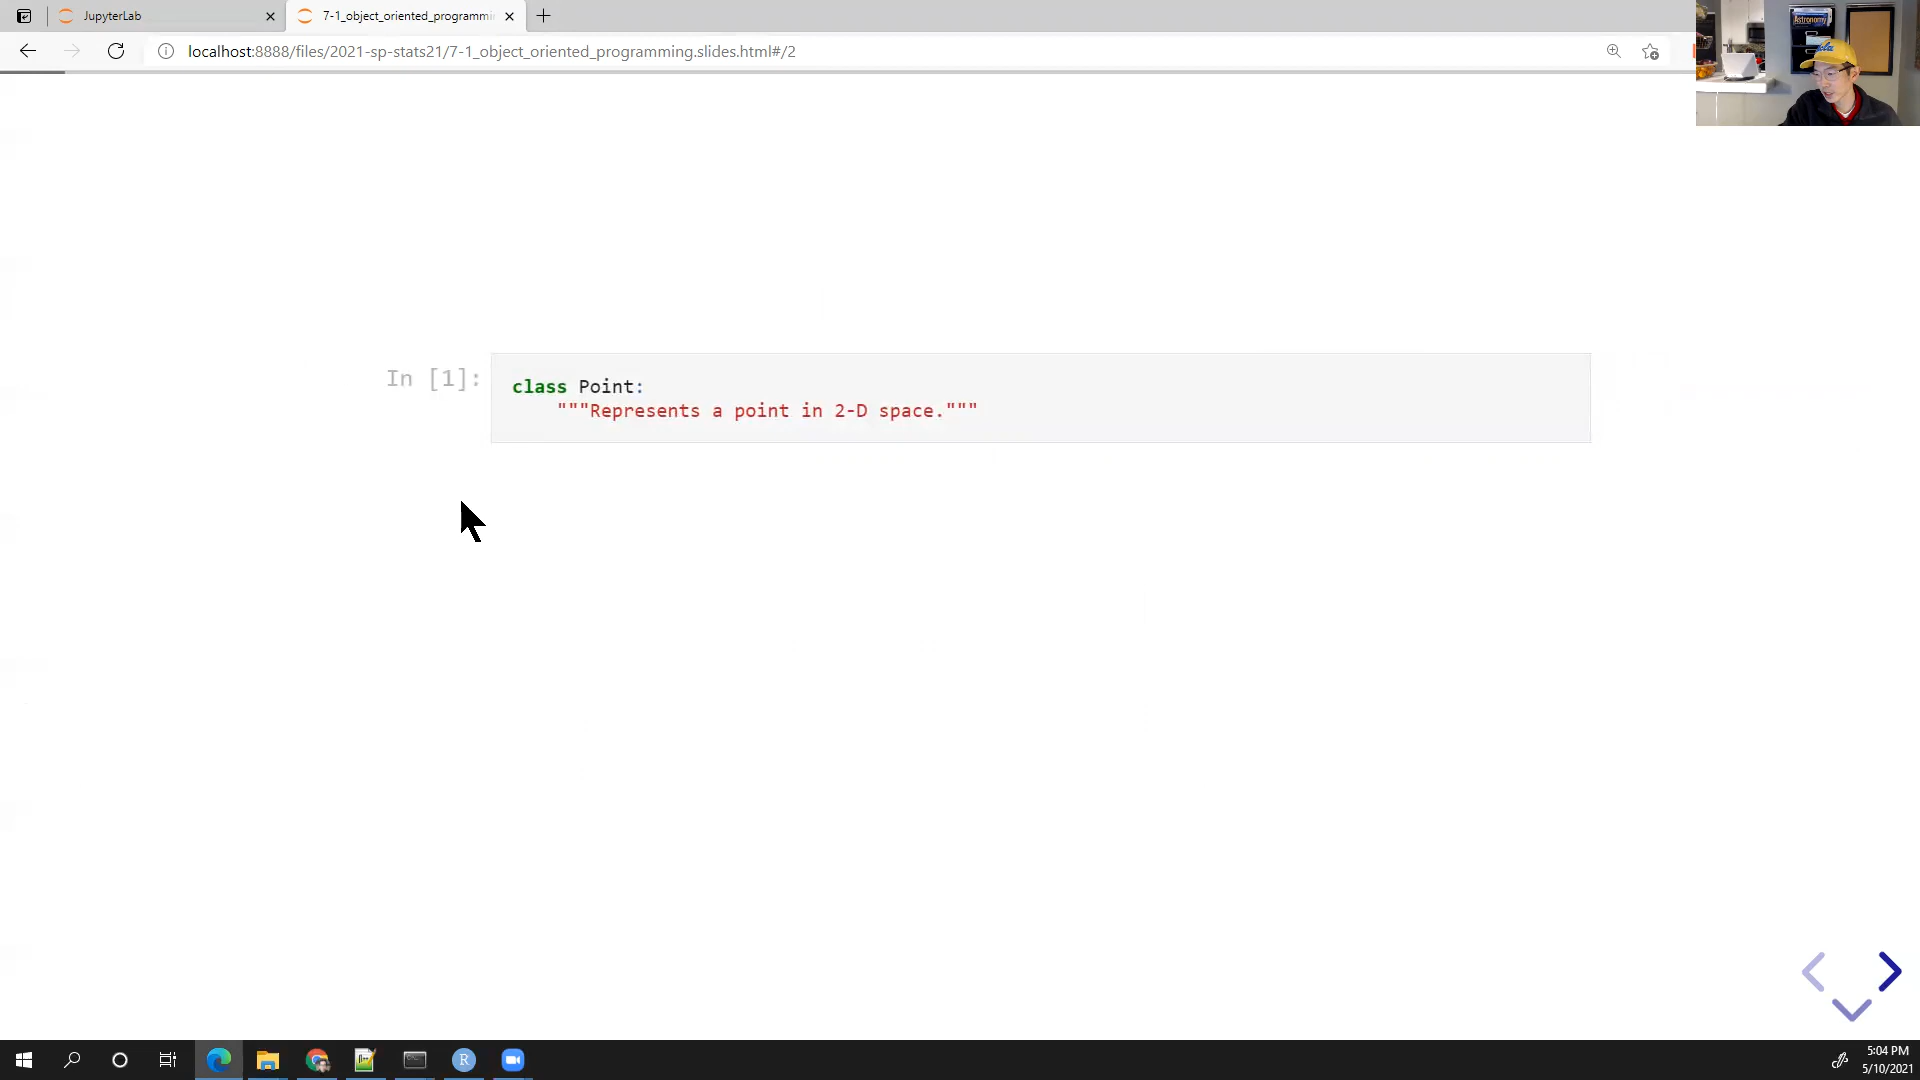 JupyterLab
7-1_object_oriented_programmi
localhost:8888/files/2021-sp-stats21/7-1_object_oriented_programming.slides.html#/2
Astronomy
In [1]:
class Point:
"""Represents a point in 2-D space."""
R
5:04 PM
5/10/2021